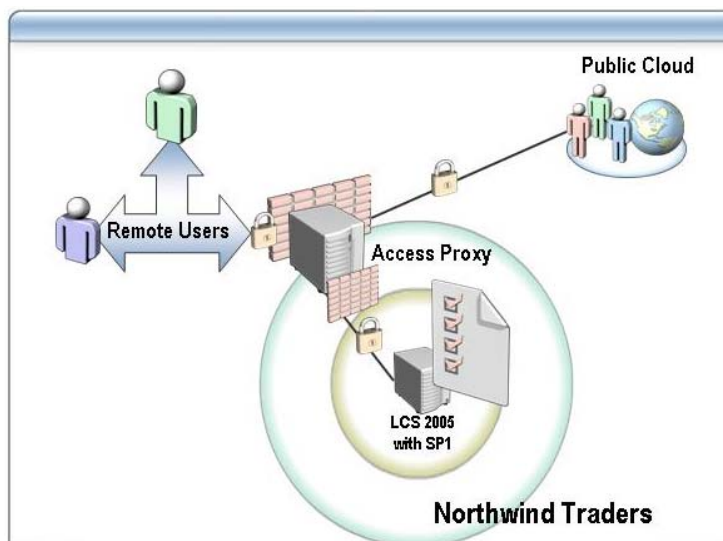 Public Cloud
Remote Users
Access Proxy
LCS 2005
with SP1
Northwind Traders